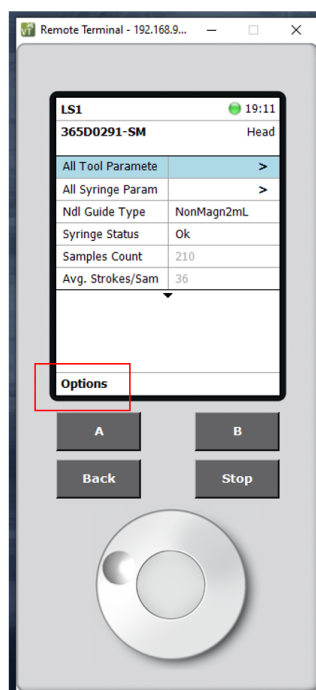 Remote Terminal - 192.168.9...
LS1 19:11
365D0291-SM Head
All Tool Paramete >
All Syringe Param >
Ndl Guide Type NonMagn2mL
Syringe Status Ok
Samples Count 210
Avg. Strokes/Sam 36
Options
A B
Back Stop